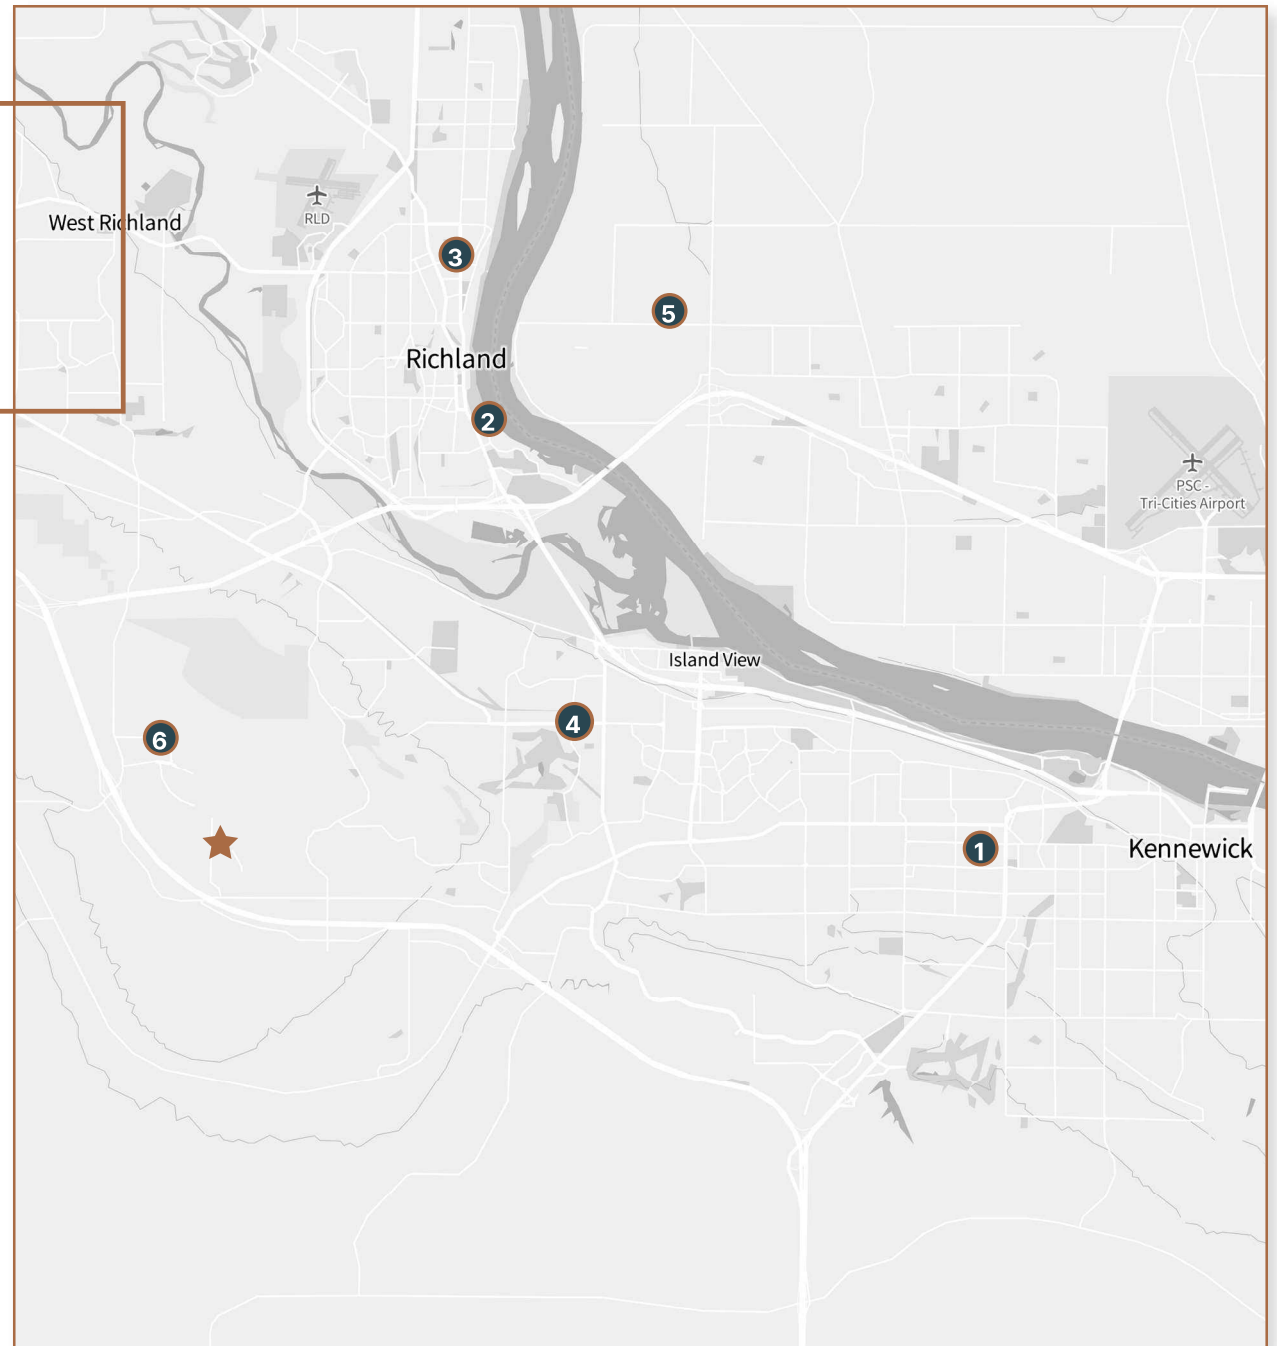 West Richland
RLD
3
5
Richland
2
PSC -
Tri-Cities Airport
Island View
4
6
1
Kennewick